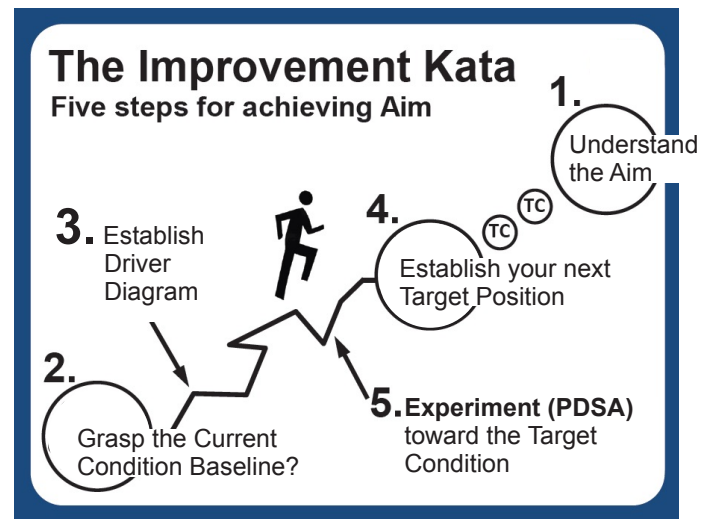 The Improvement Kata
Five steps for achieving Aim
1.
Understand
the Aim
TC
TC
3. Establish
Driver
Diagram
4.
Establish your next
Target Position
2.
Grasp the Current
Condition Baseline?
5. Experiment (PDSA)
toward the Target
Condition